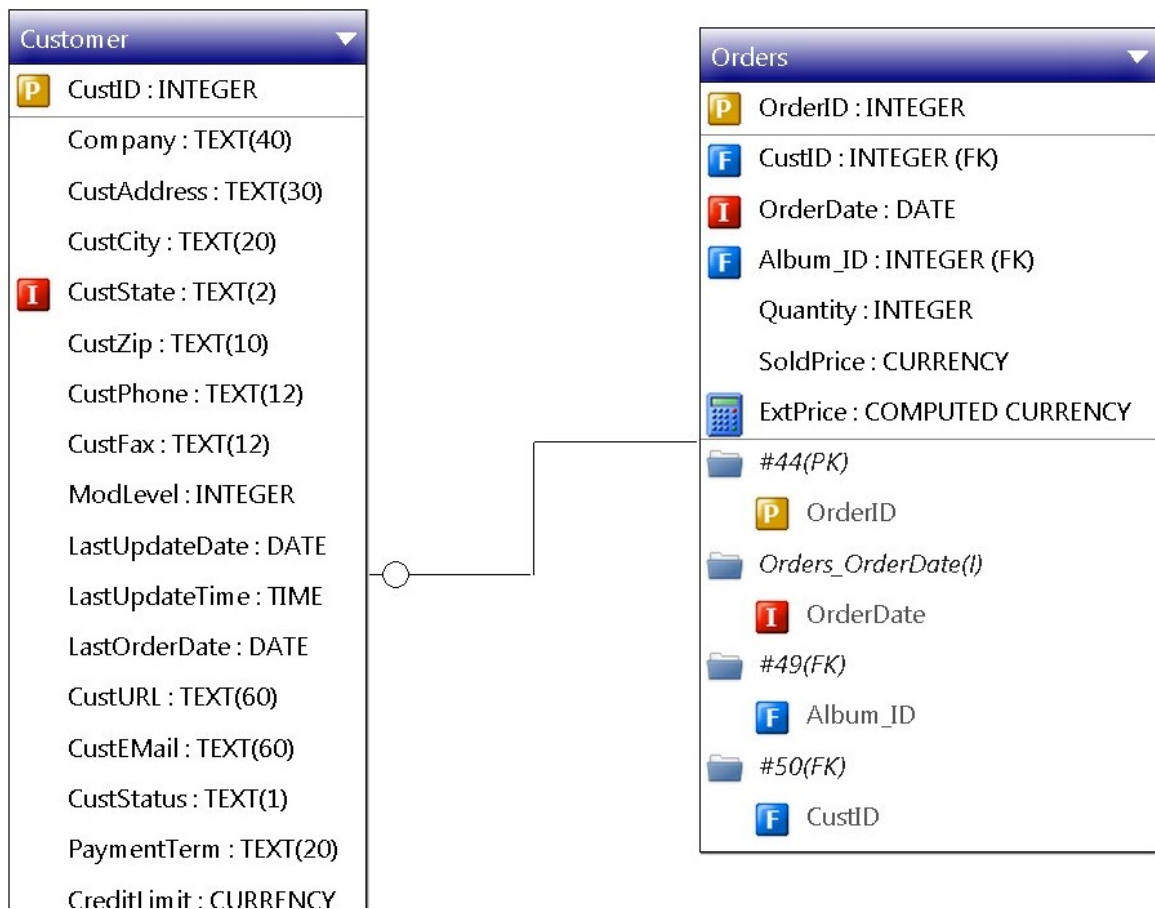 Customer
P CustID : INTEGER
Company : TEXT(40)
CustAddress : TEXT(30)
CustCity : TEXT(20)
I CustState : TEXT(2)
CustZip : TEXT(10)
CustPhone : TEXT(12)
CustFax : TEXT(12)
ModLevel : INTEGER
LastUpdateDate : DATE
LastUpdateTime : TIME
LastOrderDate : DATE
CustURL : TEXT(60)
CustEMail : TEXT(60)
CustStatus : TEXT(1)
PaymentTerm : TEXT(20)
CreditLimit : CURRENCY
Orders
P OrderID : INTEGER
F CustID : INTEGER (FK)
I OrderDate : DATE
F Album_ID : INTEGER (FK)
Quantity : INTEGER
SoldPrice : CURRENCY
ExtPrice : COMPUTED CURRENCY
#44(PK)
P OrderID
Orders_OrderDate(I)
I OrderDate
#49(FK)
F Album_ID
#50(FK)
F CustID